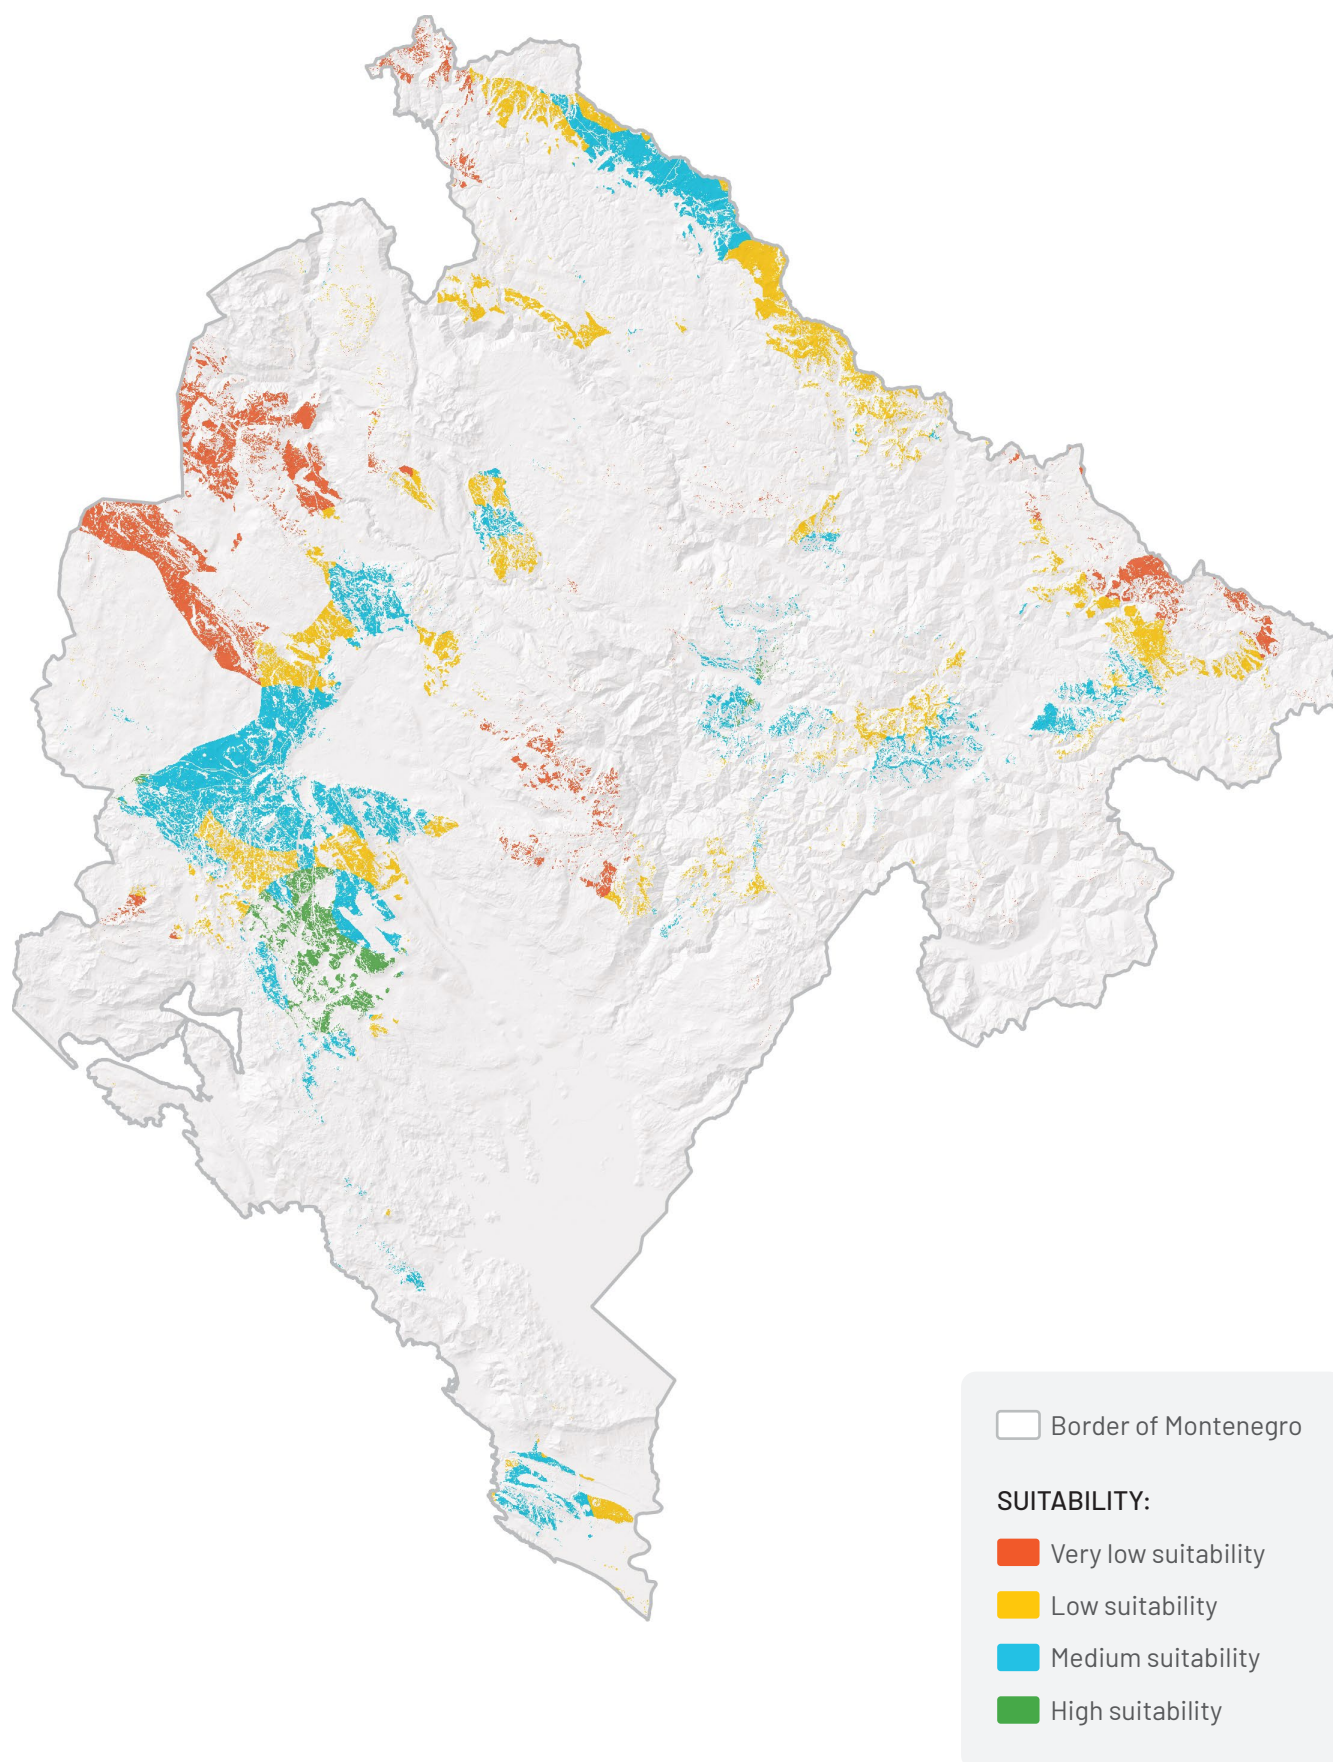 Border of Montenegro
SUITABILITY:
Very low suitability
Low suitability
Medium suitability
High suitability